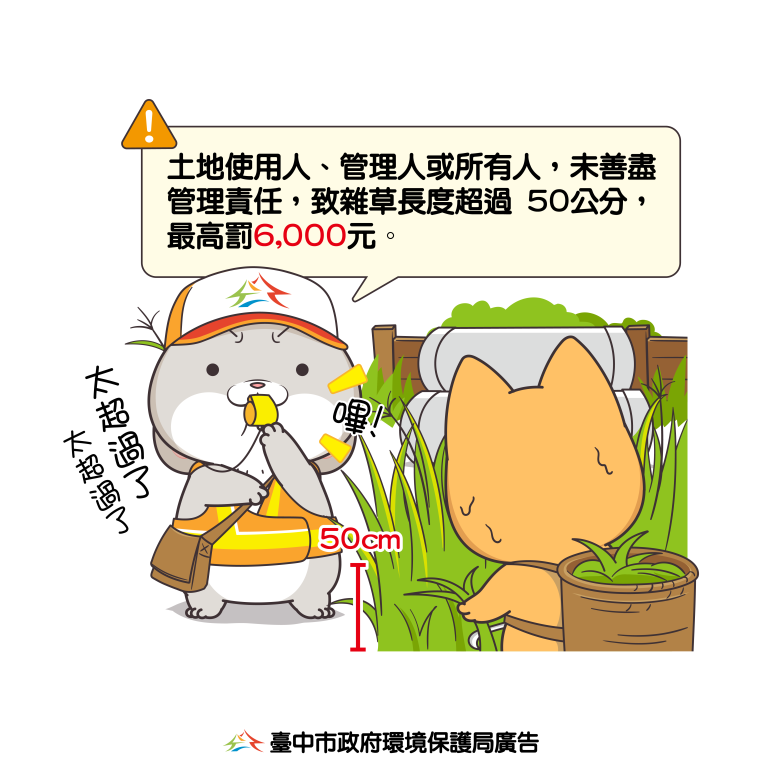 土地使用人、管理人或所有人，未善盡
管理責任，致雜草長度超過 50公分，
最高罰6,000元。
太超過了
太超過了
嗶!
50cm
臺中市政府環境保護局廣告